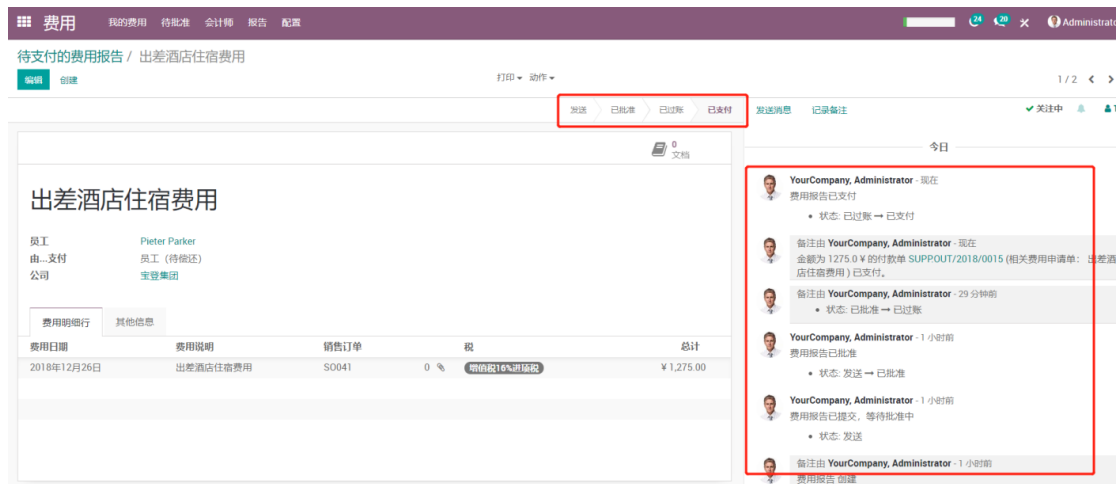 费用 我的费用 待批准 会计师 报告 配置 24 20 Administrato
待支付的费用报告 / 出差酒店住宿费用
编辑 创建 打印 动作 1 / 2
发送 已批准 已过账 已支付 发送消息 记录备注 关注中 1
今日
0
文档
出差酒店住宿费用
员工 Pieter Parker
由...支付 员工（待偿还）
公司 宝登集团
费用明细行 其他信息
费用日期 费用说明 销售订单 税 总计
2018年12月26日 出差酒店住宿费用 SO041 0 增值税16%进项税 ¥ 1,275.00
YourCompany, Administrator - 现在
费用报告已支付
• 状态: 已过账 → 已支付
备注由 YourCompany, Administrator - 现在
金额为 1275.0 ¥ 的付款单 SUPP.OUT/2018/0015 (相关费用申请单： 出差酒
店住宿费用 ) 已支付。
备注由 YourCompany, Administrator - 29 分钟前
• 状态: 已批准 → 已过账
YourCompany, Administrator - 1 小时前
费用报告已批准
• 状态: 发送 → 已批准
YourCompany, Administrator - 1 小时前
费用报告已提交，等待批准中
• 状态: 发送
备注由 YourCompany, Administrator - 1 小时前
费用报告 创建